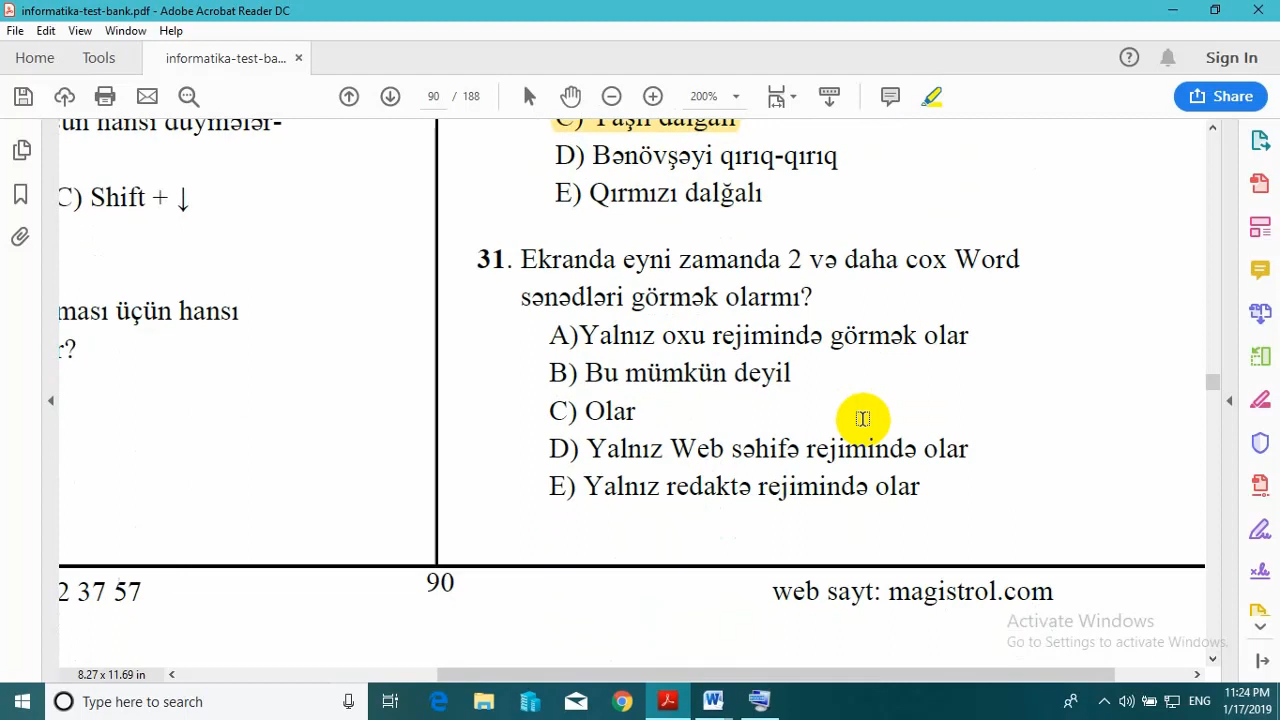 informatika-test-bank.pdf - Adobe Acrobat Reader DC
File Edit View Window Help
Home Tools informatika-test-ba... × Sign In
90 / 188 200% Share
çün hansı düymələr-
C) Shift + ↓
ması üçün hansı
r?
C) Yaşıl dalğalı
D) Bənövşəyi qırıq-qırıq
E) Qırmızı dalğalı
31. Ekranda eyni zamanda 2 və daha cox Word
sənədləri görmək olarmı?
A)Yalnız oxu rejimində görmək olar
B) Bu mümkün deyil
C) Olar
D) Yalnız Web səhifə rejimində olar
E) Yalnız redaktə rejimində olar
2 37 57
90
web sayt: magistrol.com
Activate Windows
Go to Settings to activate Windows.
8.27 x 11.69 in
Type here to search
ENG
11:24 PM
1/17/2019